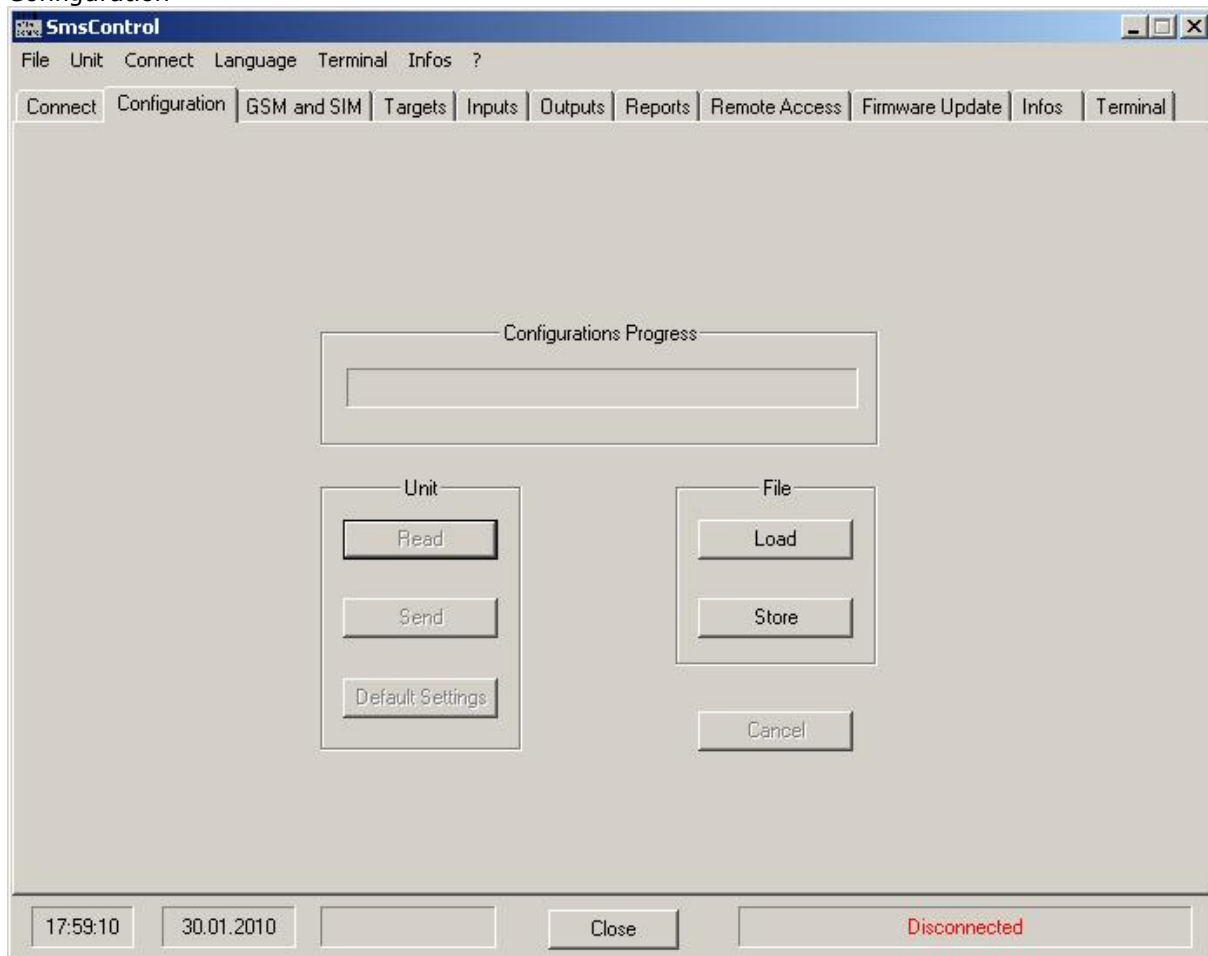 Configuration
SmsControl
File Unit Connect Language Terminal Infos ?
Connect Configuration GSM and SIM Targets Inputs Outputs Reports Remote Access Firmware Update Infos Terminal
Configurations Progress
Unit
Read
Send
Default Settings
File
Load
Store
Cancel
17:59:10 30.01.2010 Close Disconnected